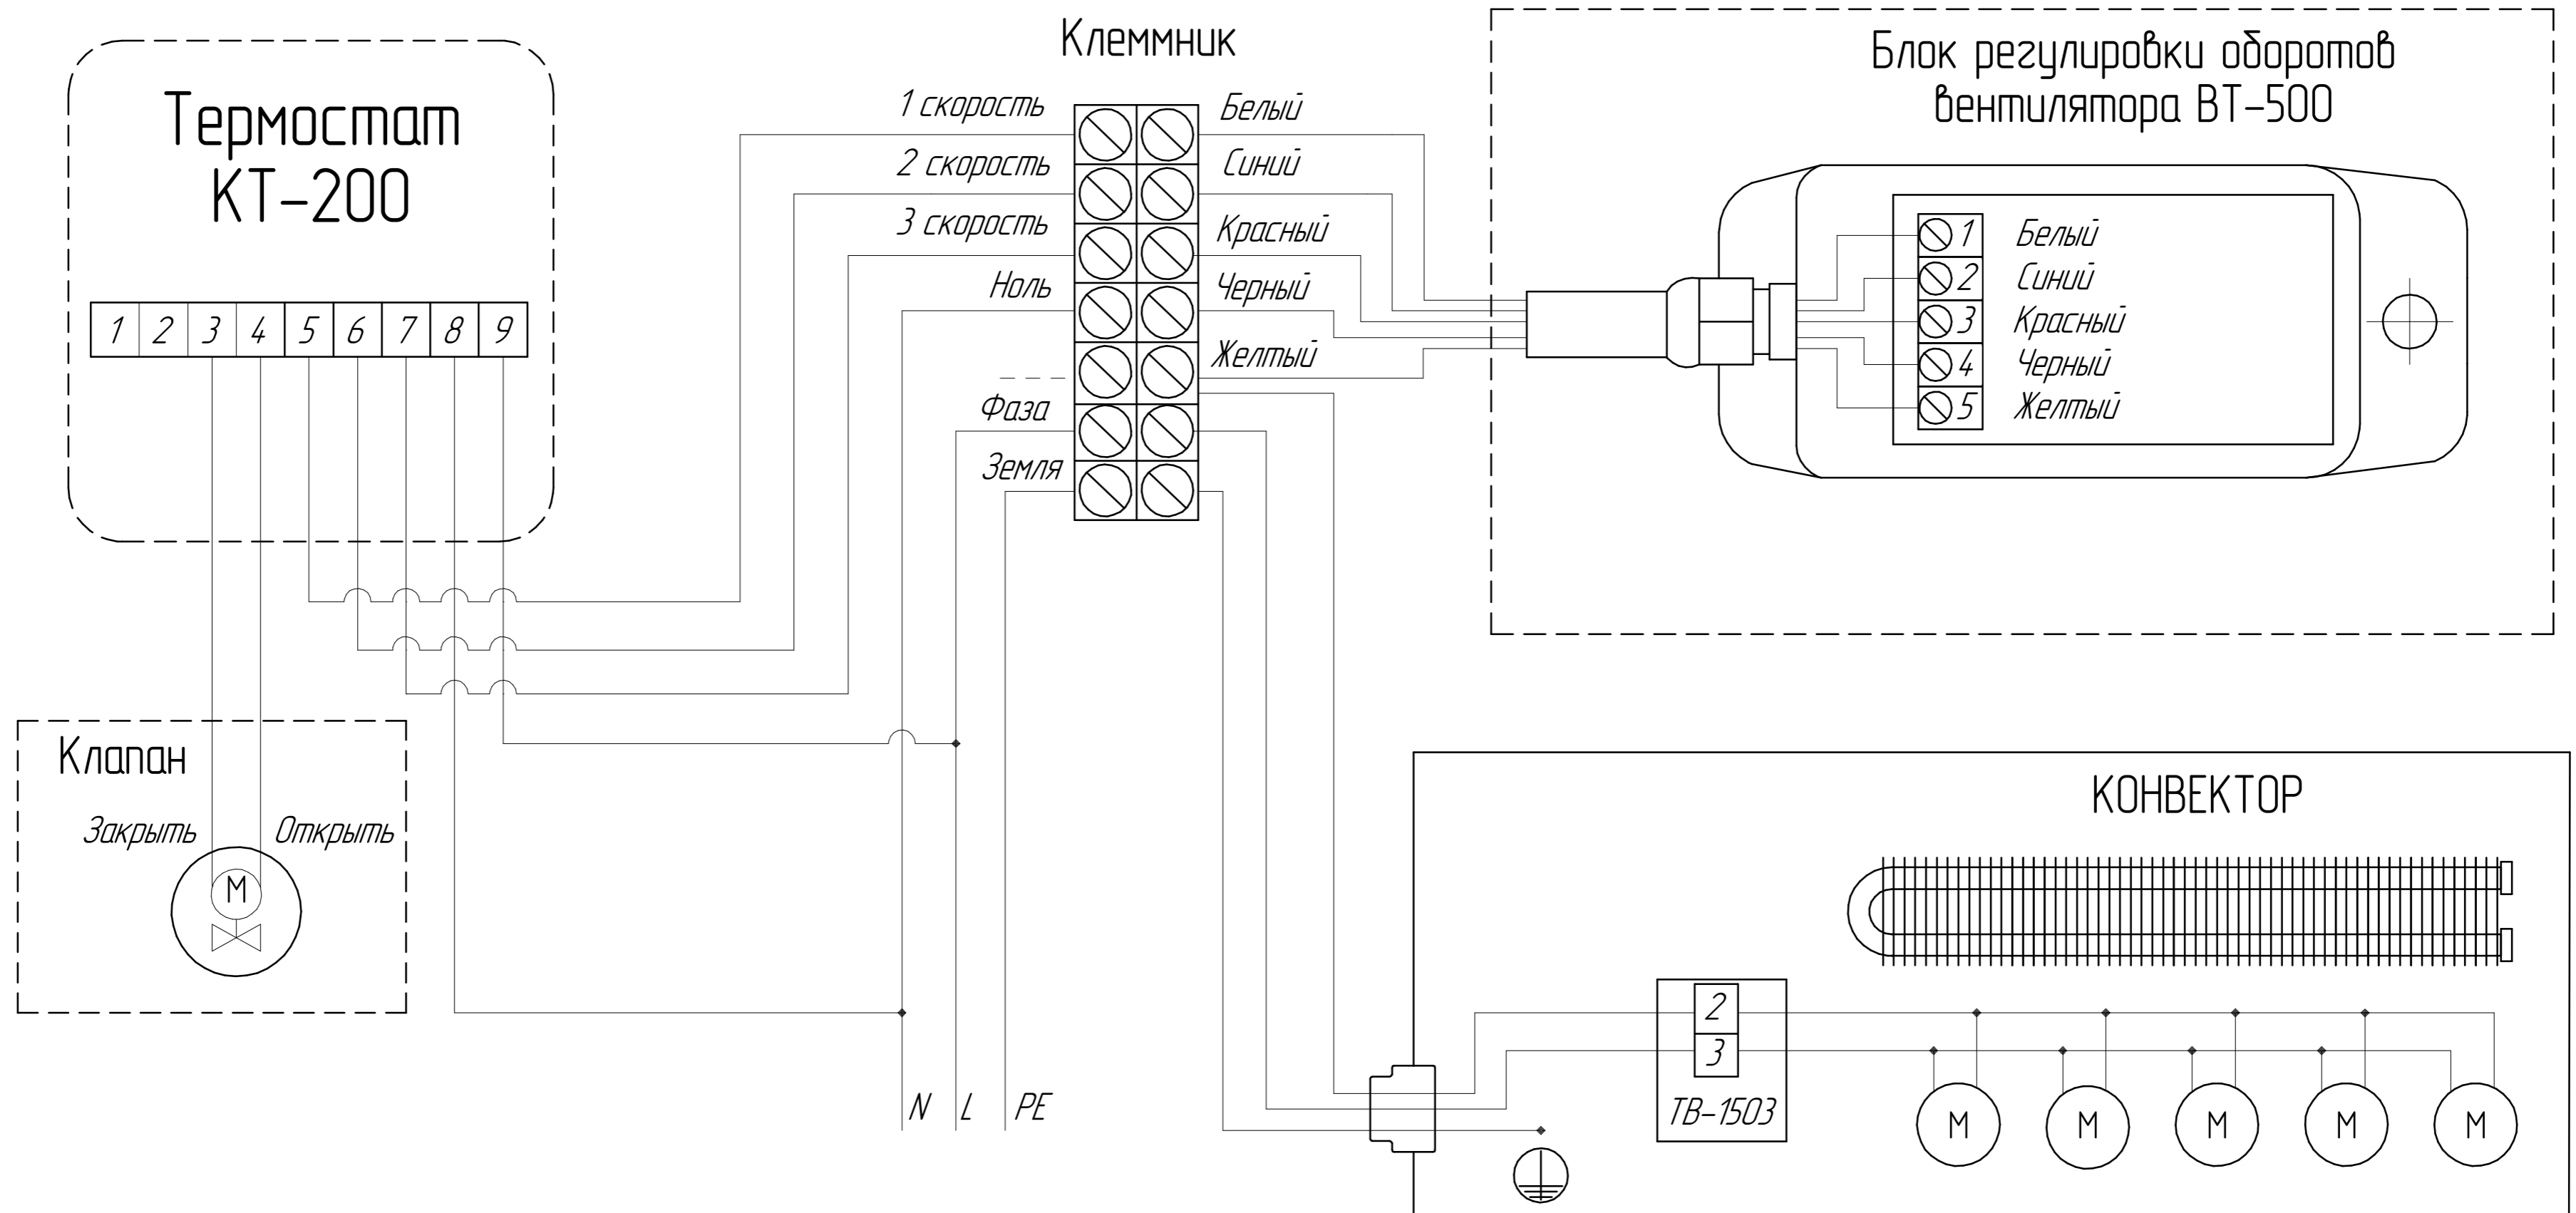 Термостат
КТ-200
1 2 3 4 5 6 7 8 9
Клапан
Закрыть
Открыть
M
Клеммник
1 скорость
2 скорость
3 скорость
Ноль
Фаза
Земля
Белый
Синий
Красный
Черный
Желтый
N L PE
Блок регулировки оборотов
вентилятора ВТ-500
1 Белый
2 Синий
3 Красный
4 Черный
5 Желтый
КОНВЕКТОР
2
3
ТВ-1503
M M M M M